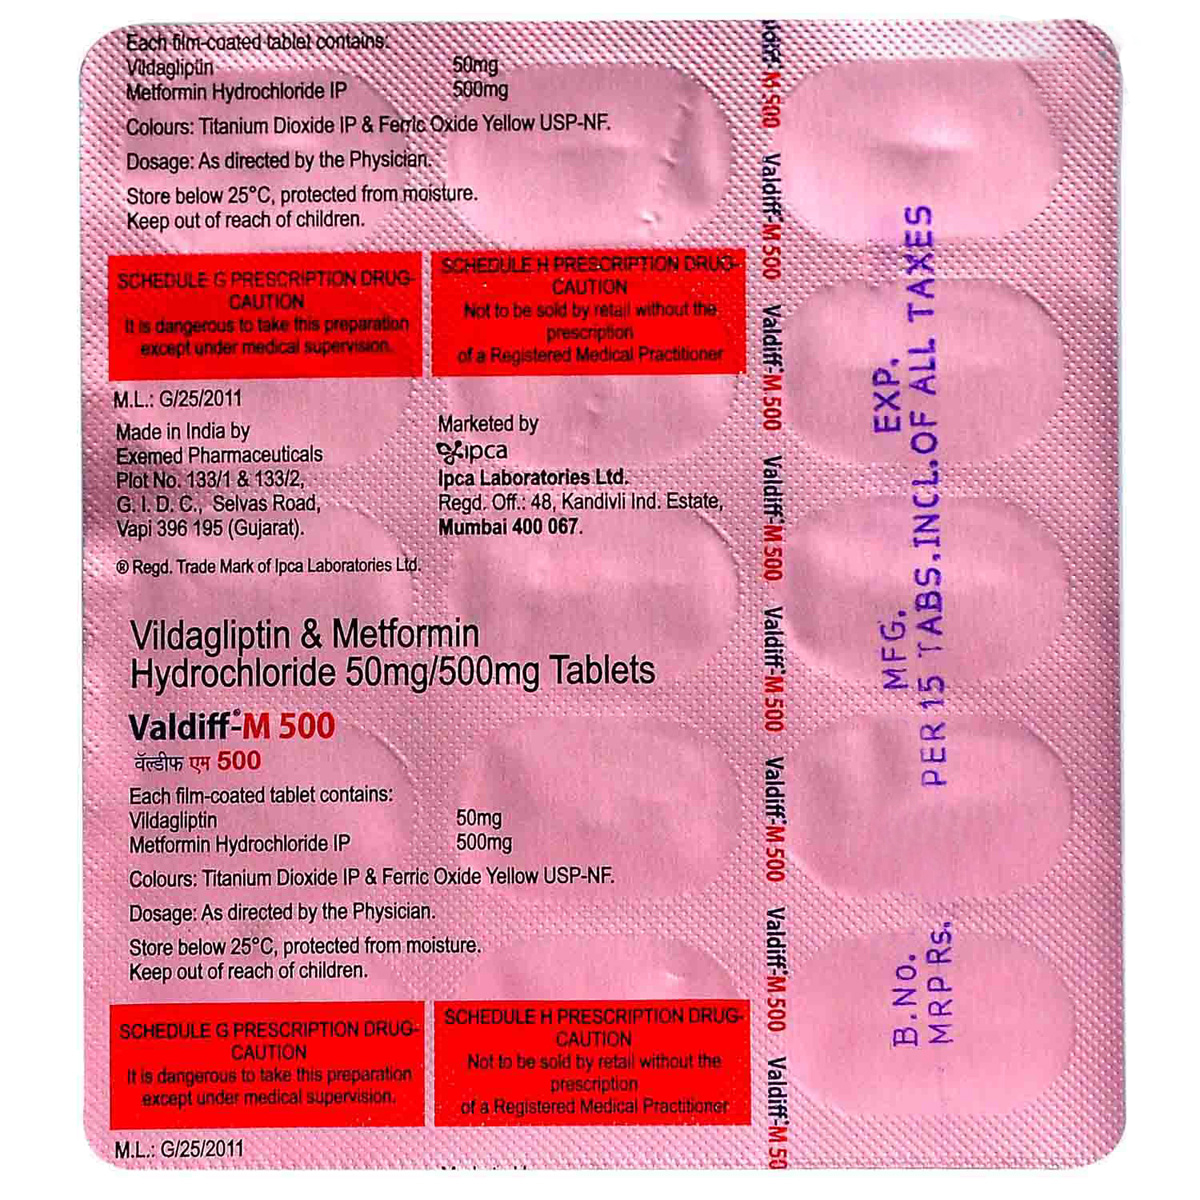 Each film-coated tablet contains:
Vildagliptin 50mg
Metformin Hydrochloride IP 500mg
Colours: Titanium Dioxide IP & Ferric Oxide Yellow USP-NF.
Dosage: As directed by the Physician.
Store below 25°C, protected from moisture.
Keep out of reach of children.
SCHEDULE G PRESCRIPTION DRUG-
CAUTION
It is dangerous to take this preparation
except under medical supervision.
SCHEDULE H PRESCRIPTION DRUG-
CAUTION
Not to be sold by retail without the
prescription
of a Registered Medical Practitioner
M.L.: G/25/2011
Made in India by
Exemed Pharmaceuticals
Plot No. 133/1 & 133/2,
G. I. D. C., Selvas Road,
Vapi 396 195 (Gujarat).
Marketed by
ipca
Ipca Laboratories Ltd.
Regd. Off.: 48, Kandivli Ind. Estate,
Mumbai 400 067.
® Regd. Trade Mark of Ipca Laboratories Ltd.
Vildagliptin & Metformin
Hydrochloride 50mg/500mg Tablets
Valdiff®-M 500
वॅल्डीफ एम 500
Each film-coated tablet contains:
Vildagliptin 50mg
Metformin Hydrochloride IP 500mg
Colours: Titanium Dioxide IP & Ferric Oxide Yellow USP-NF.
Dosage: As directed by the Physician.
Store below 25°C, protected from moisture.
Keep out of reach of children.
SCHEDULE G PRESCRIPTION DRUG-
CAUTION
It is dangerous to take this preparation
except under medical supervision.
SCHEDULE H PRESCRIPTION DRUG-
CAUTION
Not to be sold by retail without the
prescription
of a Registered Medical Practitioner
M.L.: G/25/2011
Valdiff®-M 500 Valdiff®-M 500 Valdiff®-M 500 Valdiff®-M 500 Valdiff®-M 500 Valdiff®-M 500
B.No. MFG. EXP.
MRPRs. PER 15 TABS.INCL.OF ALL TAXES